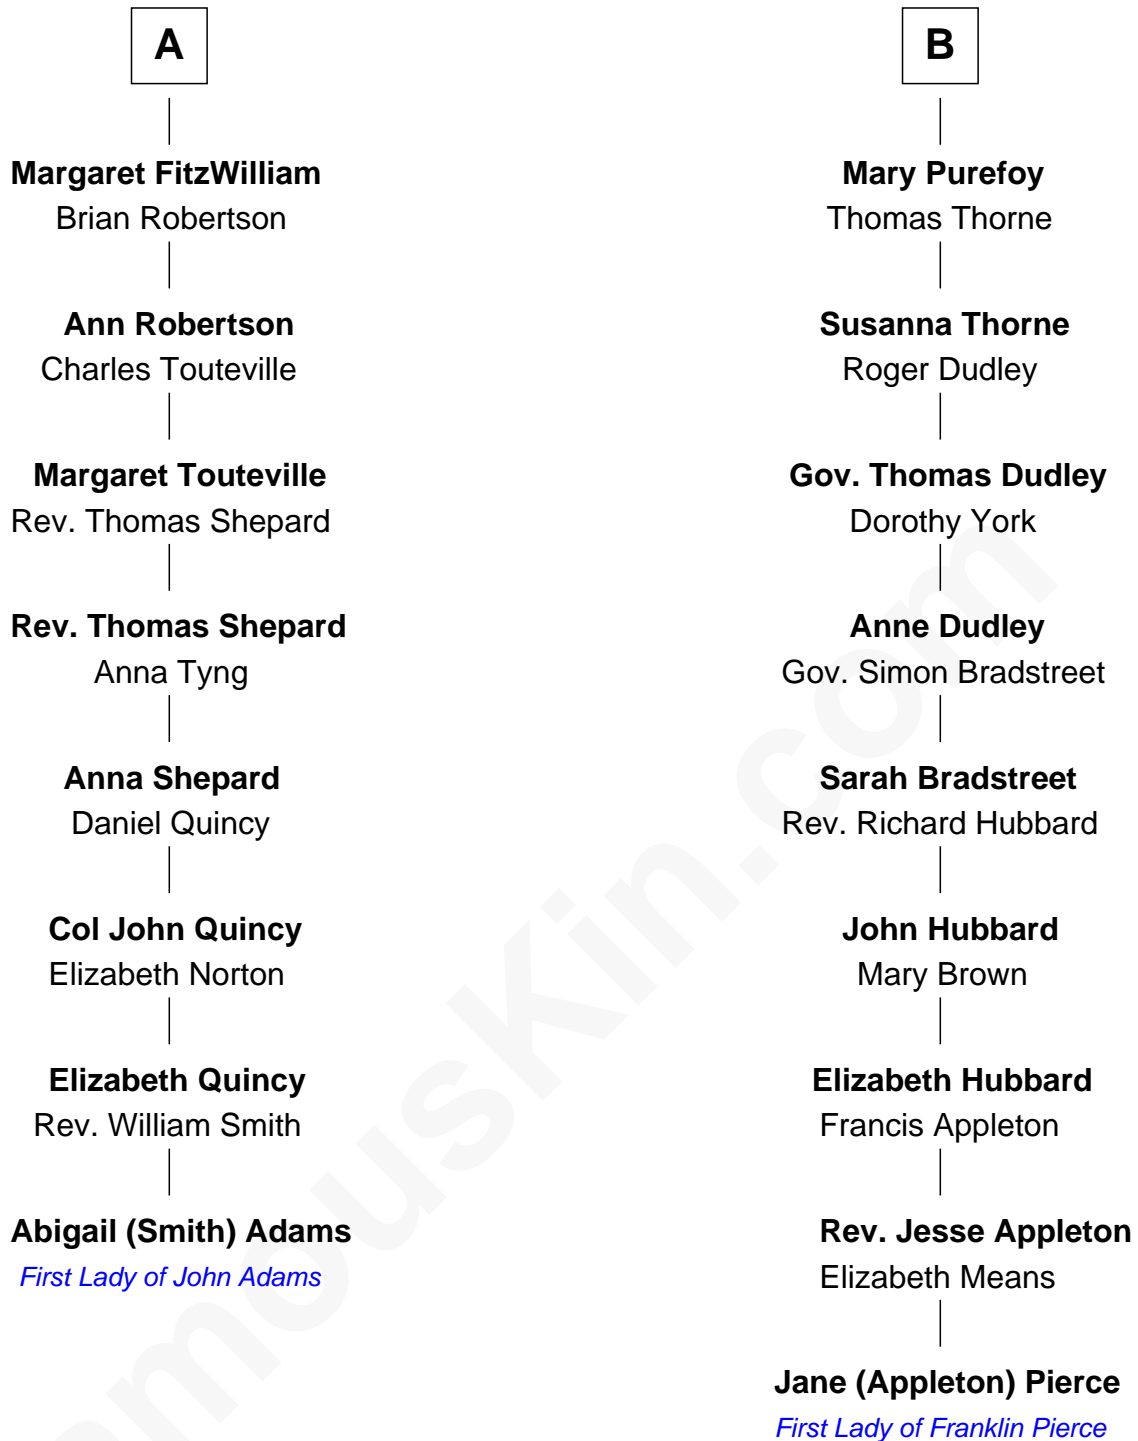 A
Margaret FitzWilliam
Brian Robertson
Ann Robertson
Charles Touteville
Margaret Touteville
Rev. Thomas Shepard
Rev. Thomas Shepard
Anna Tyng
Anna Shepard
Daniel Quincy
Col John Quincy
Elizabeth Norton
Elizabeth Quincy
Rev. William Smith
Abigail (Smith) Adams
First Lady of John Adams
B
Mary Purefoy
Thomas Thorne
Susanna Thorne
Roger Dudley
Gov. Thomas Dudley
Dorothy York
Anne Dudley
Gov. Simon Bradstreet
Sarah Bradstreet
Rev. Richard Hubbard
John Hubbard
Mary Brown
Elizabeth Hubbard
Francis Appleton
Rev. Jesse Appleton
Elizabeth Means
Jane (Appleton) Pierce
First Lady of Franklin Pierce
amousKin.com